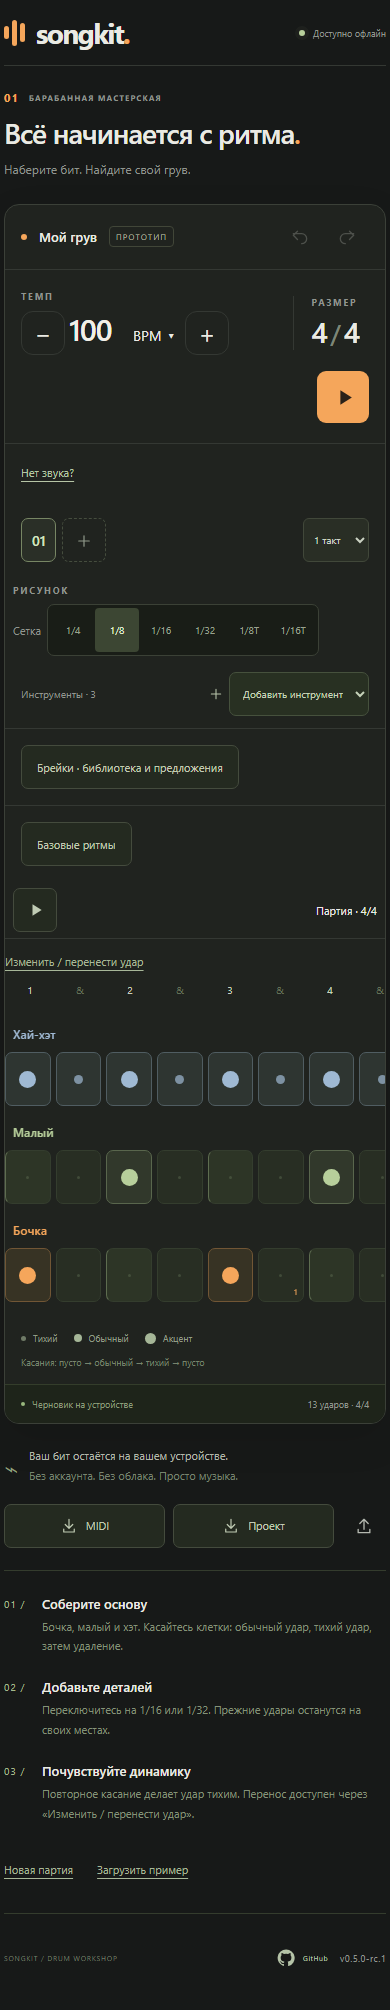 songkit.
Доступно офлайн
01 БАРАБАННАЯ МАСТЕРСКАЯ
Всё начинается с ритма.
Наберите бит. Найдите свой грув.
Мой грув ПРОТОТИП
ТЕМП
РАЗМЕР
− 100 BPM ▾ +
4/4
Нет звука?
01 +
1 такт
РИСУНОК
Сетка 1/4 1/8 1/16 1/32 1/8T 1/16T
Инструменты · 3
+ Добавить инструмент
Брейки · библиотека и предложения
Базовые ритмы
Партия · 4/4
Изменить / перенести удар
1 & 2 & 3 & 4 &
Хай-хэт
Малый
Бочка
1
Тихий Обычный Акцент
Касания: пусто → обычный → тихий → пусто
Черновик на устройстве
13 ударов · 4/4
Ваш бит остаётся на вашем устройстве.
Без аккаунта. Без облака. Просто музыка.
MIDI
Проект
01 / Соберите основу
Бочка, малый и хэт. Касайтесь клетки: обычный удар, тихий удар,
затем удаление.
02 / Добавьте деталей
Переключитесь на 1/16 или 1/32. Прежние удары останутся на
своих местах.
03 / Почувствуйте динамику
Повторное касание делает удар тихим. Перенос доступен через
«Изменить / перенести удар».
Новая партия
Загрузить пример
SONGKIT / DRUM WORKSHOP
GitHub
v0.5.0-rc.1